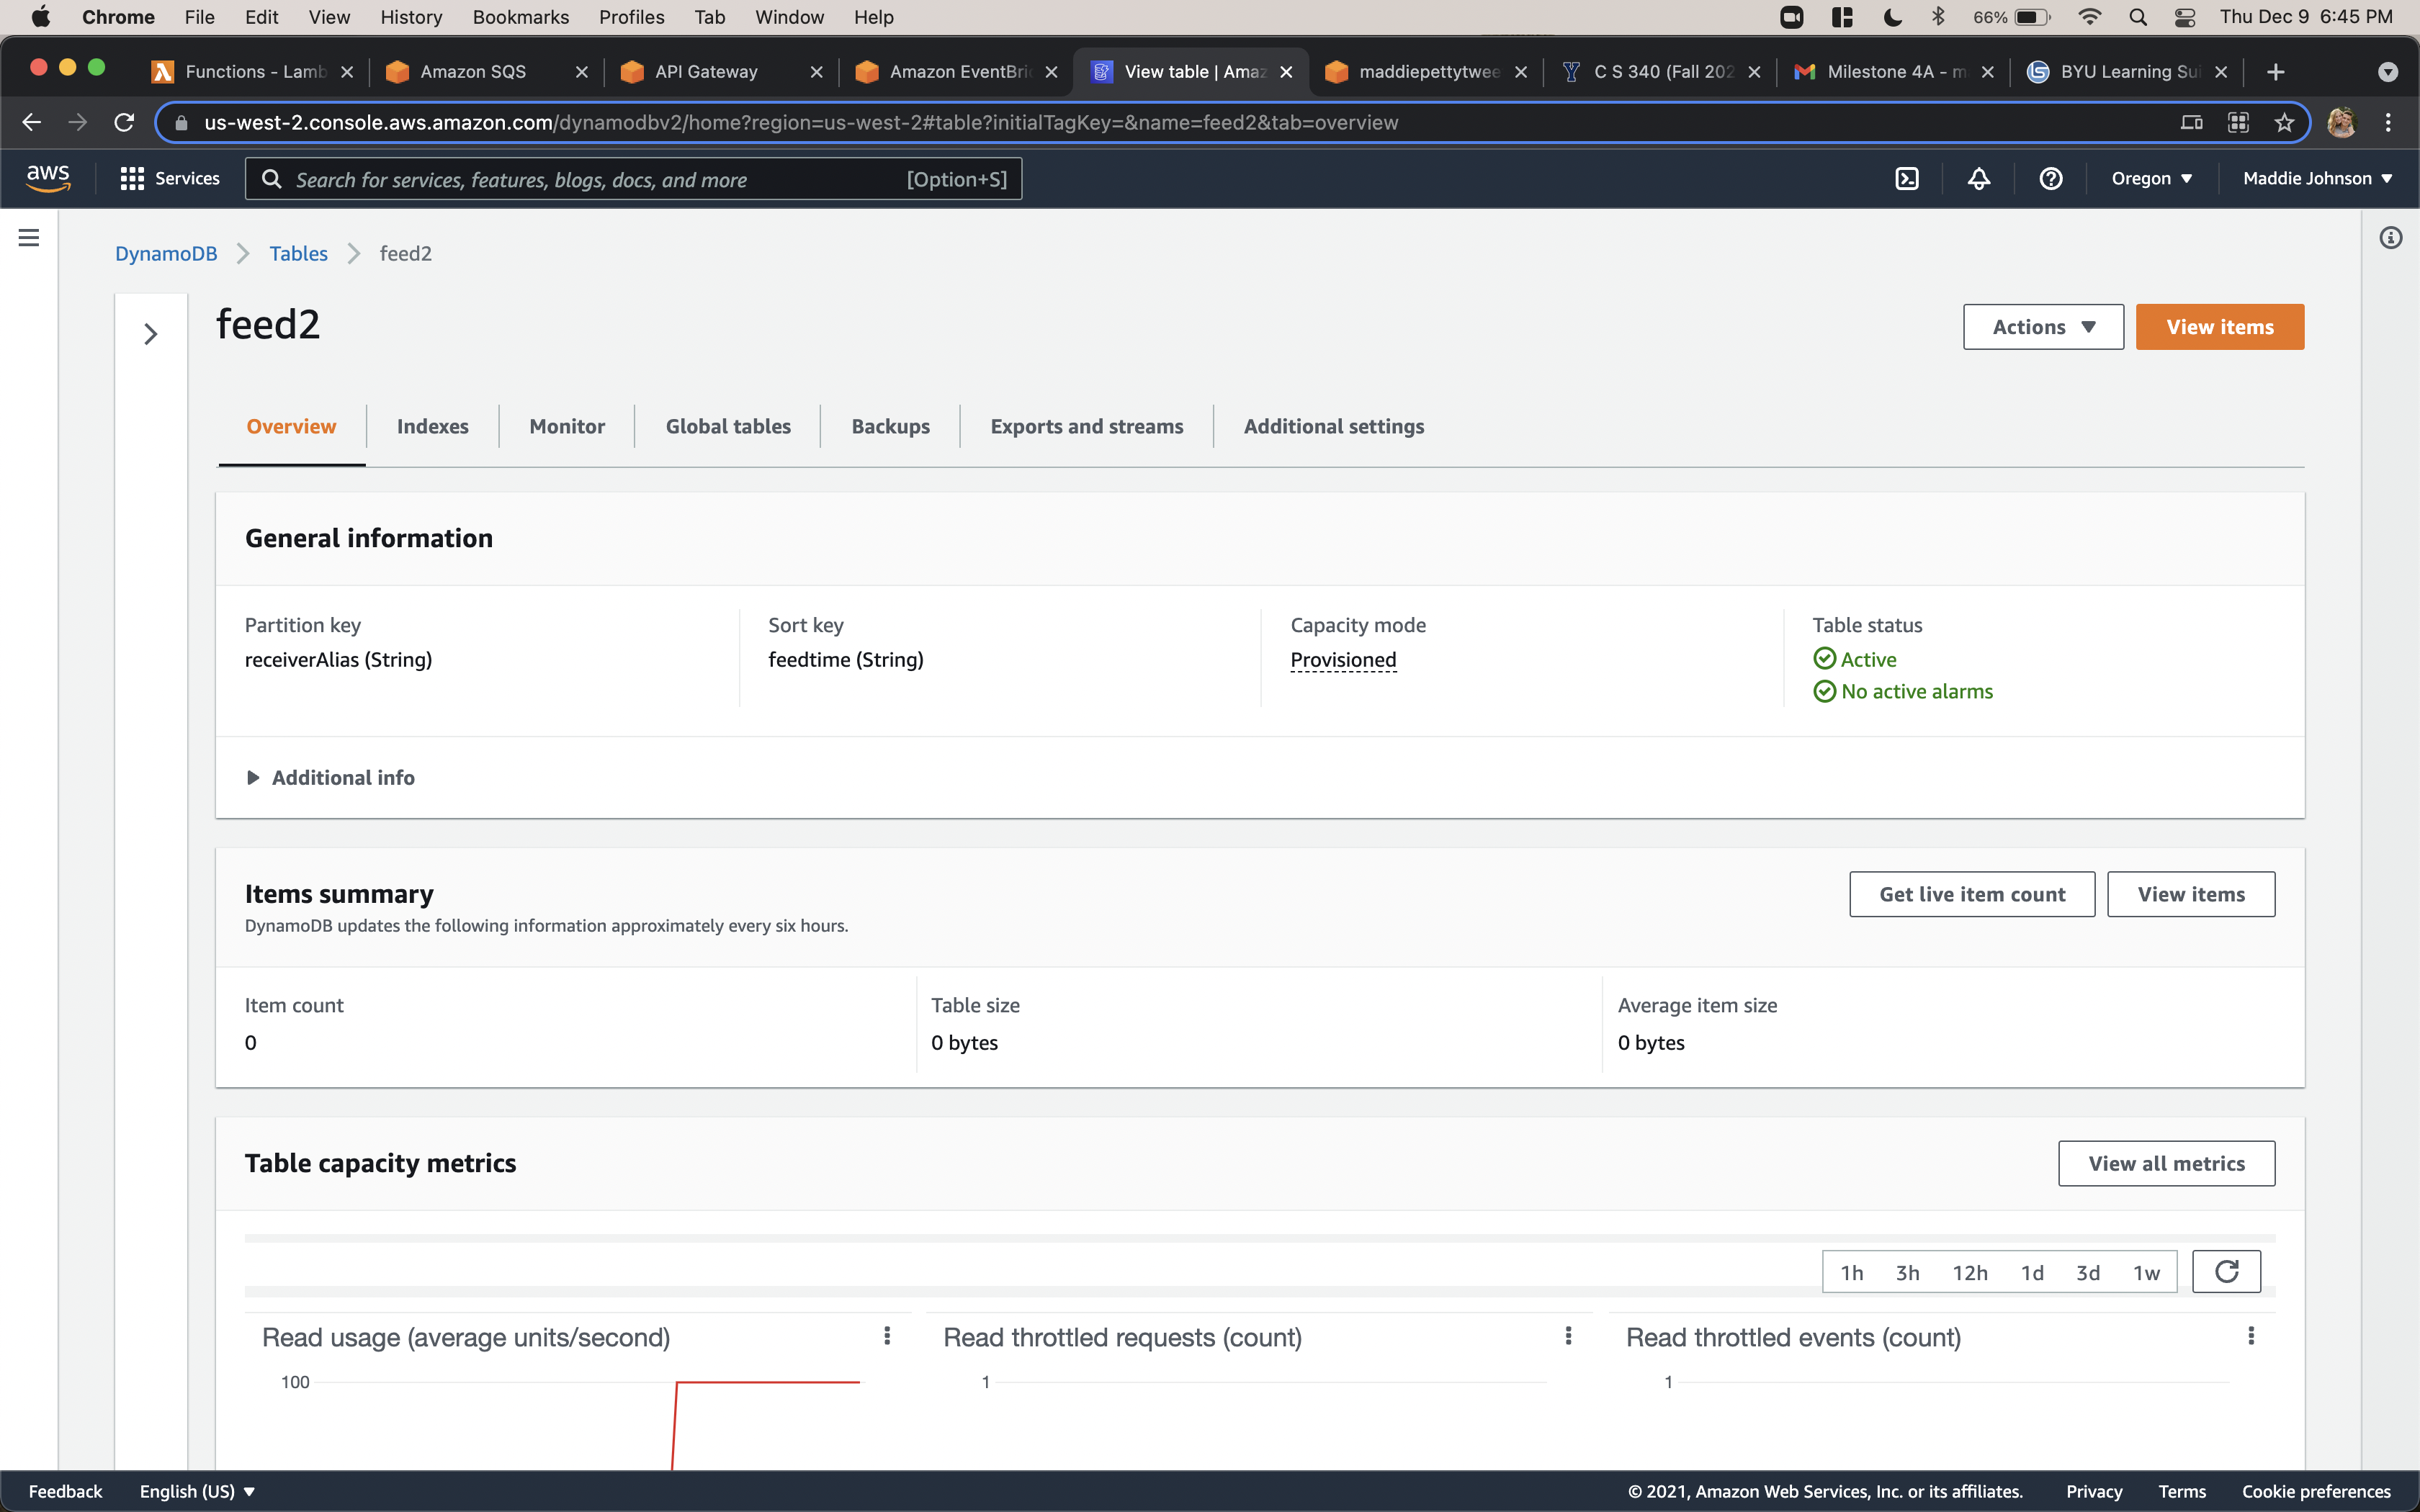 Chrome File Edit View History Bookmarks Profiles Tab Window Help 66% Thu Dec 9 6:45 PM
Functions - Lamb Amazon SQS API Gateway Amazon EventBri View table | Amaz maddiepettytwee C S 340 (Fall 202 Milestone 4A - m BYU Learning Sui
us-west-2.console.aws.amazon.com/dynamodbv2/home?region=us-west-2#table?initialTagKey=&name=feed2&tab=overview
aws Services Search for services, features, blogs, docs, and more [Option+S] Oregon Maddie Johnson
DynamoDB Tables feed2
feed2
Actions View items
Overview Indexes Monitor Global tables Backups Exports and streams Additional settings
General information
Partition key Sort key Capacity mode Table status
receiverAlias (String) feedtime (String) Provisioned Active
No active alarms
Additional info
Items summary Get live item count View items
DynamoDB updates the following information approximately every six hours.
Item count Table size Average item size
0 0 bytes 0 bytes
Table capacity metrics View all metrics
1h 3h 12h 1d 3d 1w
Read usage (average units/second) Read throttled requests (count) Read throttled events (count)
100 1 1
Feedback English (US) © 2021, Amazon Web Services, Inc. or its affiliates. Privacy Terms Cookie preferences